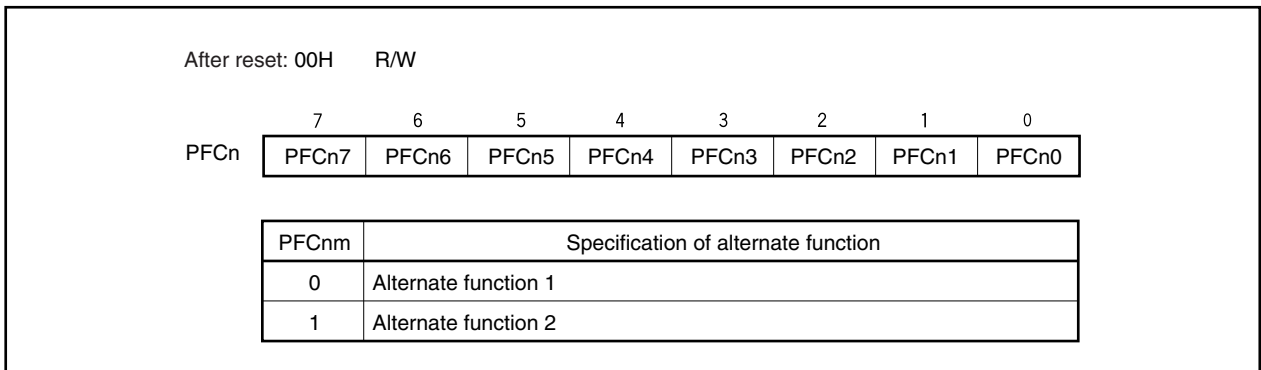 After reset: 00H R/W
7 6 5 4 3 2 1 0
PFCn PFCn7 PFCn6 PFCn5 PFCn4 PFCn3 PFCn2 PFCn1 PFCn0
PFCnm Specification of alternate function
0 Alternate function 1
1 Alternate function 2